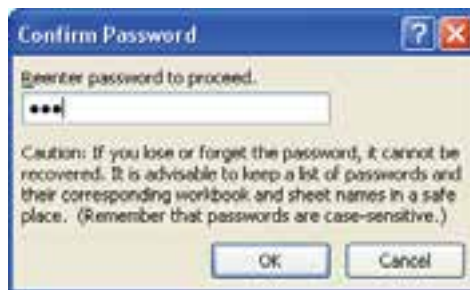 Confirm Password
Reenter password to proceed.
•••
Caution: If you lose or forget the password, it cannot be
recovered. It is advisable to keep a list of passwords and
their corresponding workbook and sheet names in a safe
place. (Remember that passwords are case-sensitive.)
OK Cancel